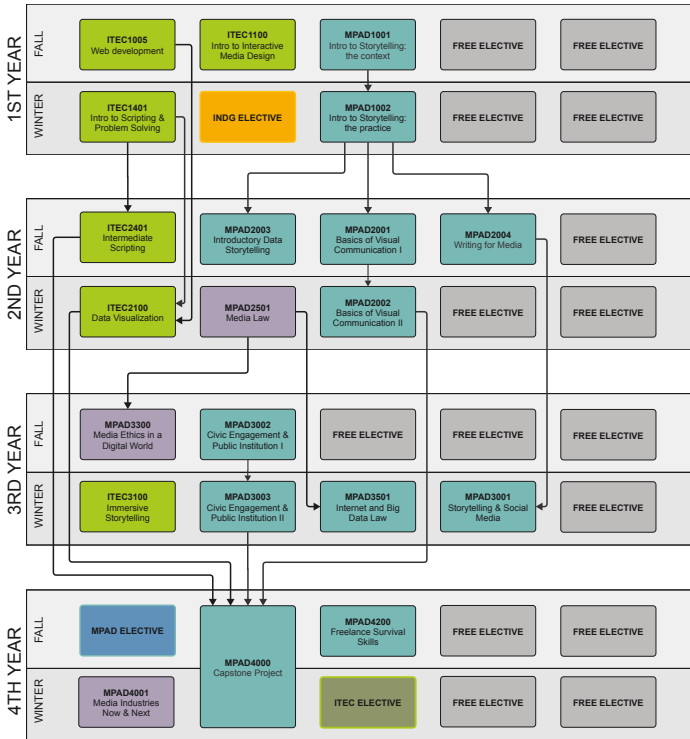 1ST YEAR
FALL
ITEC1005
Web development
ITEC1100
Intro to Interactive
Media Design
MPAD1001
Intro to Storytelling:
the context
FREE ELECTIVE
FREE ELECTIVE
WINTER
ITEC1401
Intro to Scripting &
Problem Solving
INDG ELECTIVE
MPAD1002
Intro to Storytelling:
the practice
FREE ELECTIVE
FREE ELECTIVE
2ND YEAR
FALL
ITEC2401
Intermediate
Scripting
MPAD2003
Introductory Data
Storytelling
MPAD2001
Basics of Visual
Communication I
MPAD2004
Writing for Media
FREE ELECTIVE
WINTER
ITEC2100
Data Visualization
MPAD2501
Media Law
MPAD2002
Basics of Visual
Communication II
FREE ELECTIVE
FREE ELECTIVE
3RD YEAR
FALL
MPAD3300
Media Ethics in a
Digital World
MPAD3002
Civic Engagement &
Public Institution I
FREE ELECTIVE
FREE ELECTIVE
FREE ELECTIVE
WINTER
ITEC3100
Immersive
Storytelling
MPAD3003
Civic Engagement &
Public Institution II
MPAD3501
Internet and Big
Data Law
MPAD3001
Storytelling & Social
Media
FREE ELECTIVE
4TH YEAR
FALL
MPAD ELECTIVE
MPAD4000
Capstone Project
MPAD4200
Freelance Survival
Skills
FREE ELECTIVE
FREE ELECTIVE
WINTER
MPAD4001
Media Industries
Now & Next
ITEC ELECTIVE
FREE ELECTIVE
FREE ELECTIVE